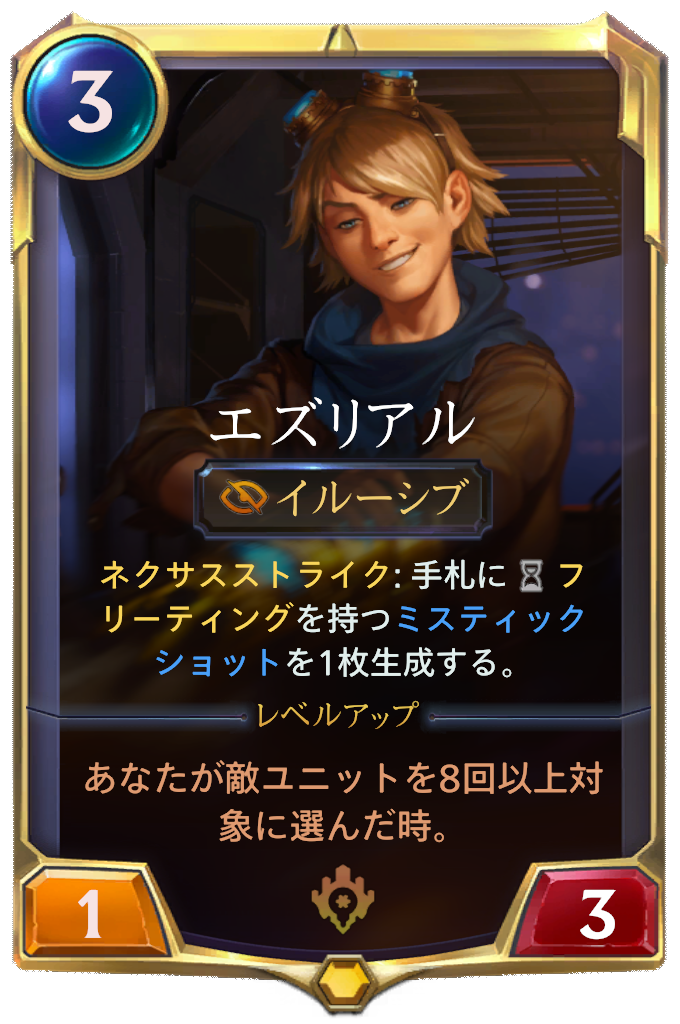 3
エズリアル
イルーシブ
ネクサスストライク: 手札に フ
リーティングを持つミスティック
ショットを1枚生成する。
レベルアップ
あなたが敵ユニットを8回以上対
象に選んだ時。
1
3